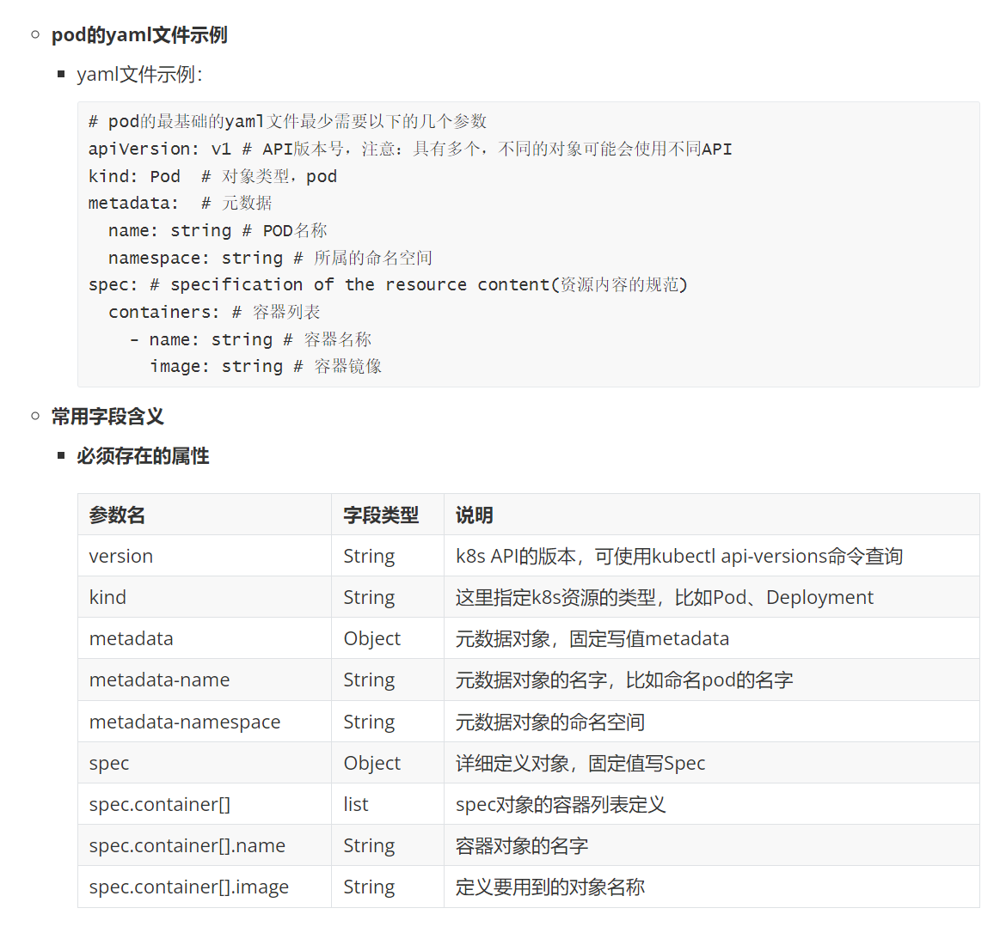 pod的yaml文件示例
yaml文件示例：
# pod的最基础的yaml文件最少需要以下的几个参数
apiVersion: v1 # API版本号，注意：具有多个，不同的对象可能会使用不同API
kind: Pod  # 对象类型，pod
metadata:  # 元数据
  name: string # POD名称
  namespace: string # 所属的命名空间
spec: # specification of the resource content(资源内容的规范)
  containers: # 容器列表
    - name: string # 容器名称
      image: string # 容器镜像
常用字段含义
必须存在的属性
参数名 字段类型 说明
version String k8s API的版本，可使用kubectl api-versions命令查询
kind String 这里指定k8s资源的类型，比如Pod、Deployment
metadata Object 元数据对象，固定写值metadata
metadata-name String 元数据对象的名字，比如命名pod的名字
metadata-namespace String 元数据对象的命名空间
spec Object 详细定义对象，固定值写Spec
spec.container[] list spec对象的容器列表定义
spec.container[].name String 容器对象的名字
spec.container[].image String 定义要用到的对象名称